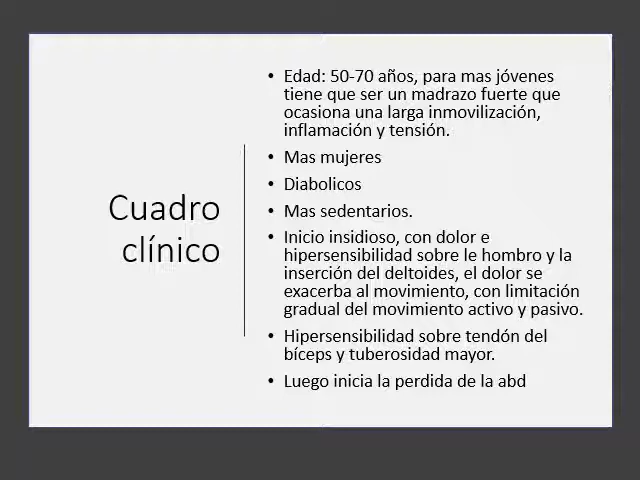 Cuadro
clínico
• Edad: 50-70 años, para mas jóvenes
tiene que ser un madrazo fuerte que
ocasiona una larga inmovilización,
inflamación y tensión.
• Mas mujeres
• Diabolicos
• Mas sedentarios.
• Inicio insidioso, con dolor e
hipersensibilidad sobre le hombro y la
inserción del deltoides, el dolor se
exacerba al movimiento, con limitación
gradual del movimiento activo y pasivo.
• Hipersensibilidad sobre tendón del
bíceps y tuberosidad mayor.
• Luego inicia la perdida de la abd